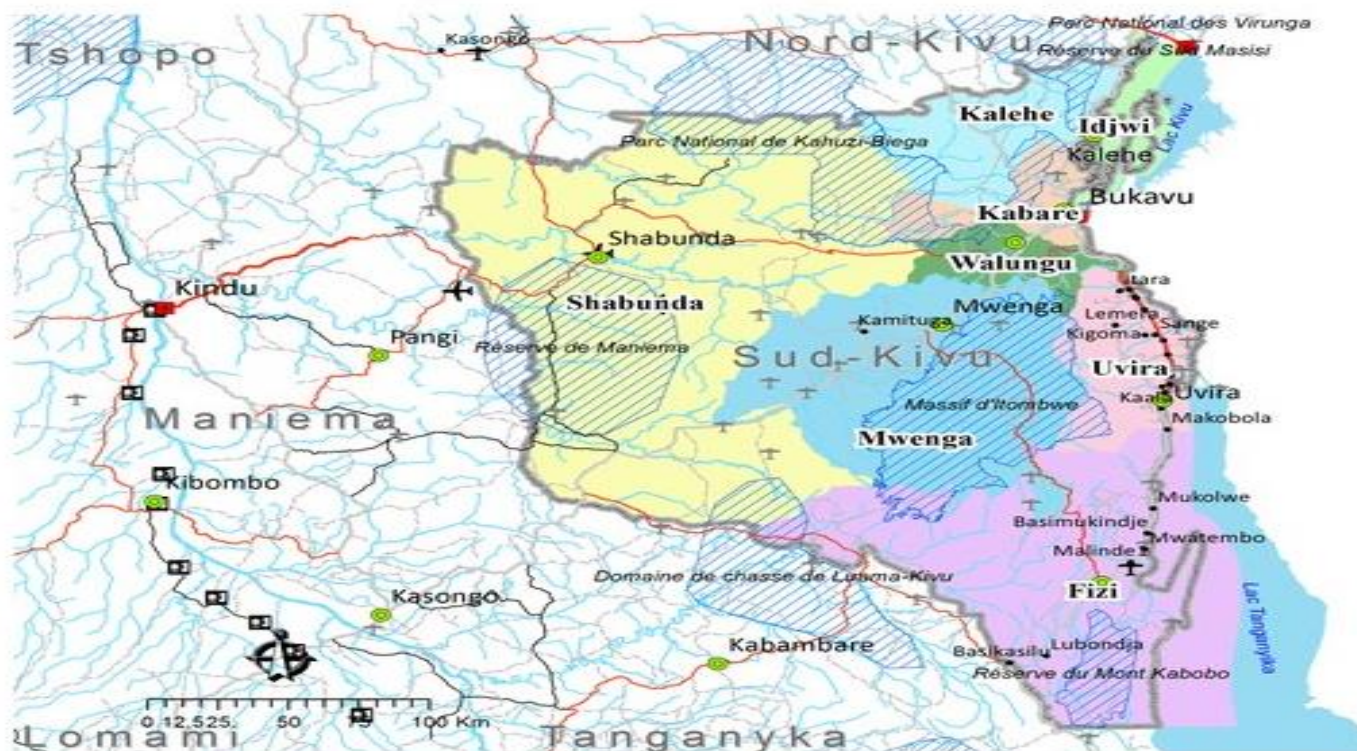 Parc National des Virunga
Kasongo
Tshopo
Nord-Kivu
Réserve du Sud Masisi
Kalehe
Idjwi
Lac Kivu
Parc National de Kahuzi-Biega
Kalehe
Bukavu
Kabare
Shabunda
Walungu
Kindu
Shabunda
Mwenga
Lemera
Kamituga
Sange
Kigoma
Pangi
Réserve de Maniema
Sud-Kivu
Uvira
Uvira
Massif d'Itombwe
Maniema
Makobola
Mwenga
Kibombo
Mukolwe
Basimukindje
Mwatembo
Malinde
Domaine de chasse de Luama-Kivu
Fizi
Kasongo
Lac Tanganyika
Kabambare
Lubondja
Basikasilu
Réserve du Mont Kabobo
0 12,525 50 75 100 Km
Lomami
Tanganyika